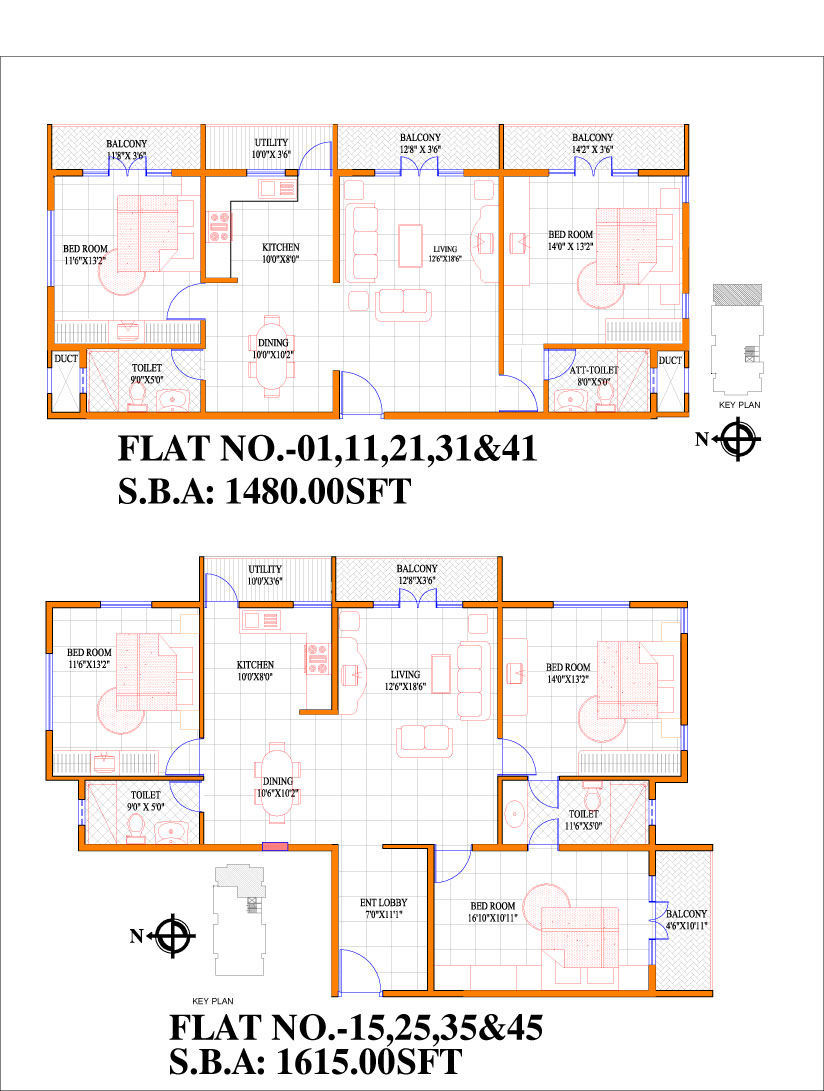 BALCONY
11'8"X 3'6"
UTILITY
10'0"X 3'6"
BALCONY
12'8" X 3'6"
BALCONY
14'2" X 3'6"
BED ROOM
11'6"X13'2"
KITCHEN
10'0"X8'0"
LIVING
12'6"X18'6"
BED ROOM
14'0" X 13'2"
DUCT
TOILET
9'0"X5'0"
DINING
10'0"X10'2"
ATT-TOILET
8'0"X5'0"
DUCT
KEY PLAN
N
FLAT NO.-01,11,21,31&41
S.B.A: 1480.00SFT
UTILITY
10'0"X3'6"
BALCONY
12'8"X3'6"
BED ROOM
11'6"X13'2"
KITCHEN
10'0"X8'0"
LIVING
12'6"X18'6"
BED ROOM
14'0"X13'2"
TOILET
9'0" X 5'0"
DINING
10'6"X10'2"
TOILET
11'6"X5'0"
ENT LOBBY
7'0"X11'1"
BED ROOM
16'10"X10'11"
BALCONY
4'6"X10'11"
N
KEY PLAN
FLAT NO.-15,25,35&45
S.B.A: 1615.00SFT